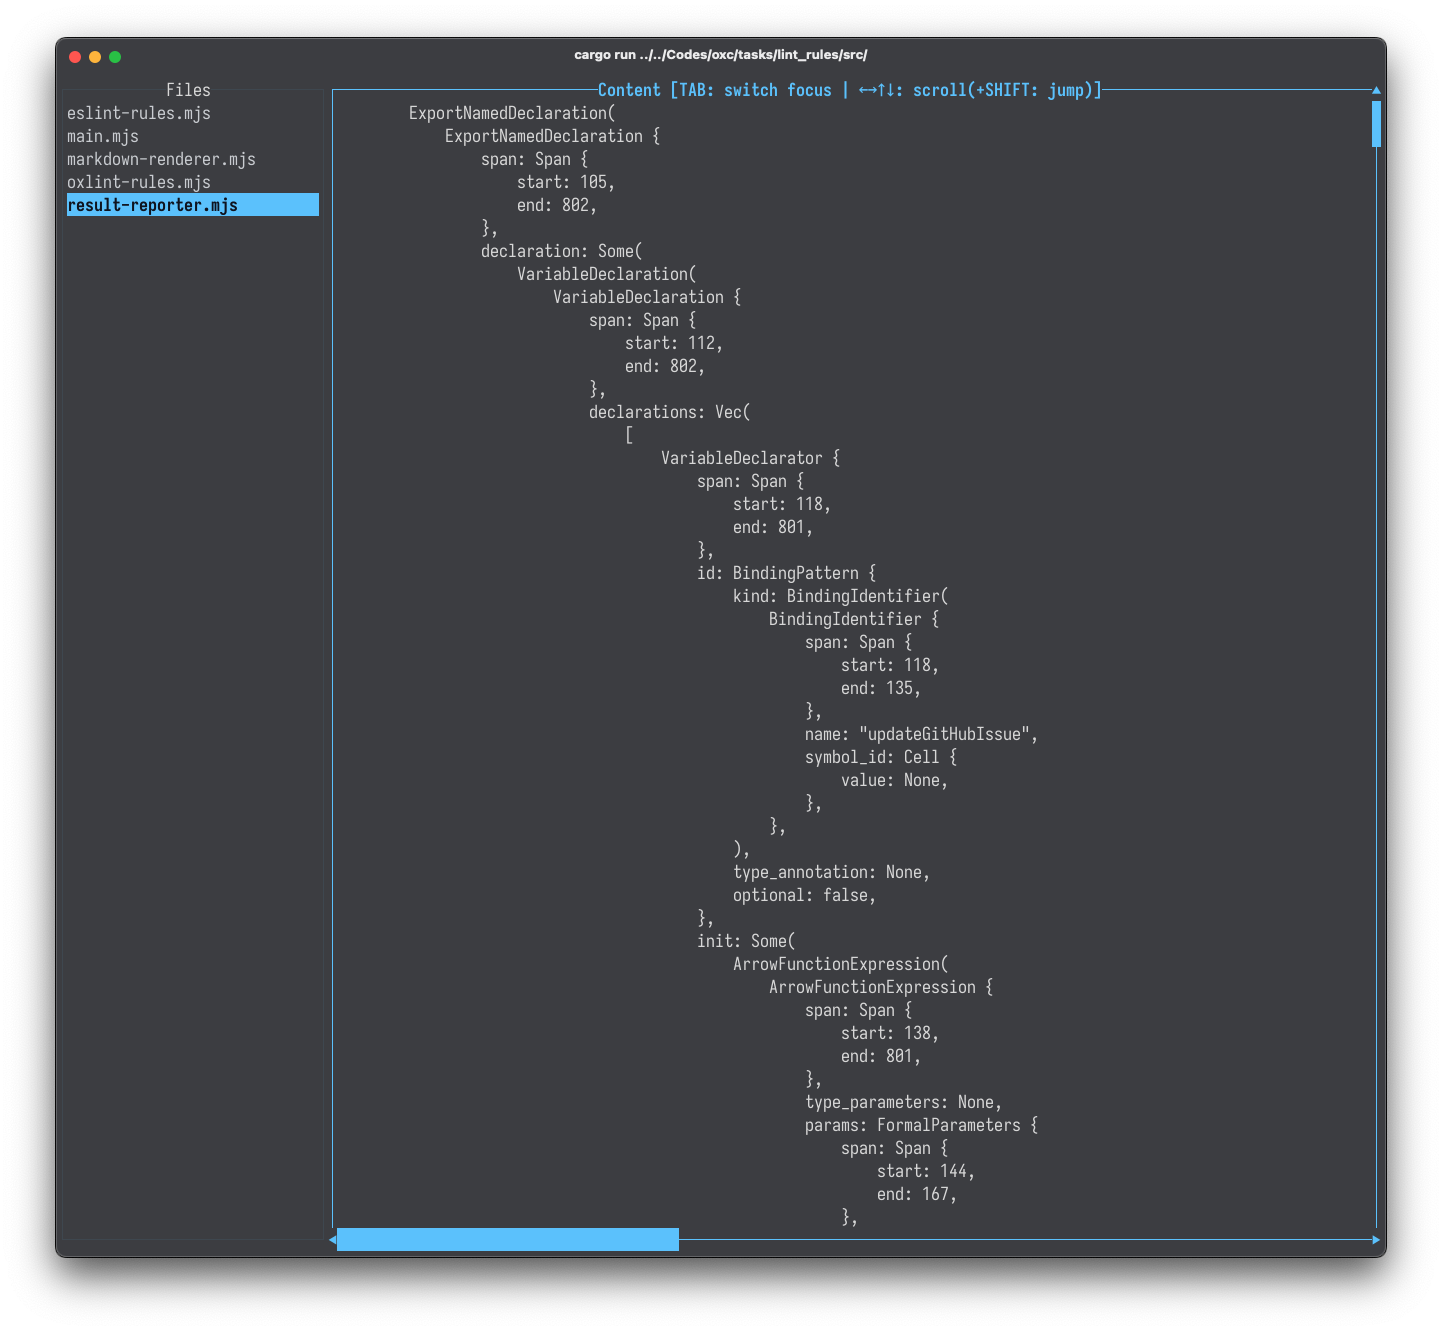 cargo run ../../Codes/oxc/tasks/lint_rules/src/
Files
eslint-rules.mjs
main.mjs
markdown-renderer.mjs
oxlint-rules.mjs
result-reporter.mjs
Content [TAB: switch focus | ←→↑↓: scroll(+SHIFT: jump)]
ExportNamedDeclaration(
ExportNamedDeclaration {
span: Span {
start: 105,
end: 802,
},
declaration: Some(
VariableDeclaration(
VariableDeclaration {
span: Span {
start: 112,
end: 802,
},
declarations: Vec(
[
VariableDeclarator {
span: Span {
start: 118,
end: 801,
},
id: BindingPattern {
kind: BindingIdentifier(
BindingIdentifier {
span: Span {
start: 118,
end: 135,
},
name: "updateGitHubIssue",
symbol_id: Cell {
value: None,
},
},
),
type_annotation: None,
optional: false,
},
init: Some(
ArrowFunctionExpression(
ArrowFunctionExpression {
span: Span {
start: 138,
end: 801,
},
type_parameters: None,
params: FormalParameters {
span: Span {
start: 144,
end: 167,
},